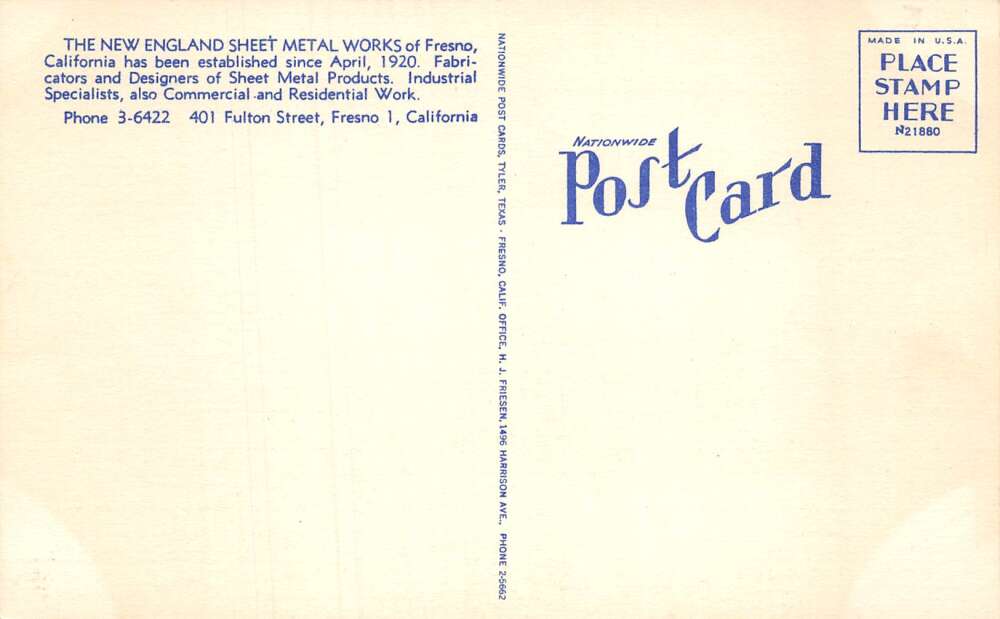 THE NEW ENGLAND SHEET METAL WORKS of Fresno,
California has been established since April, 1920. Fabri-
cators and Designers of Sheet Metal Products. Industrial
Specialists, also Commercial and Residential Work.
Phone 3-6422 401 Fulton Street, Fresno 1, California
NATIONWIDE POST CARDS, TYLER, TEXAS - FRESNO, CALIF. OFFICE, H. J. FRIESEN, 1496 HARRISON AVE., PHONE 2-5662
NATIONWIDE
Post Card
MADE IN U.S.A.
PLACE
STAMP
HERE
N21880